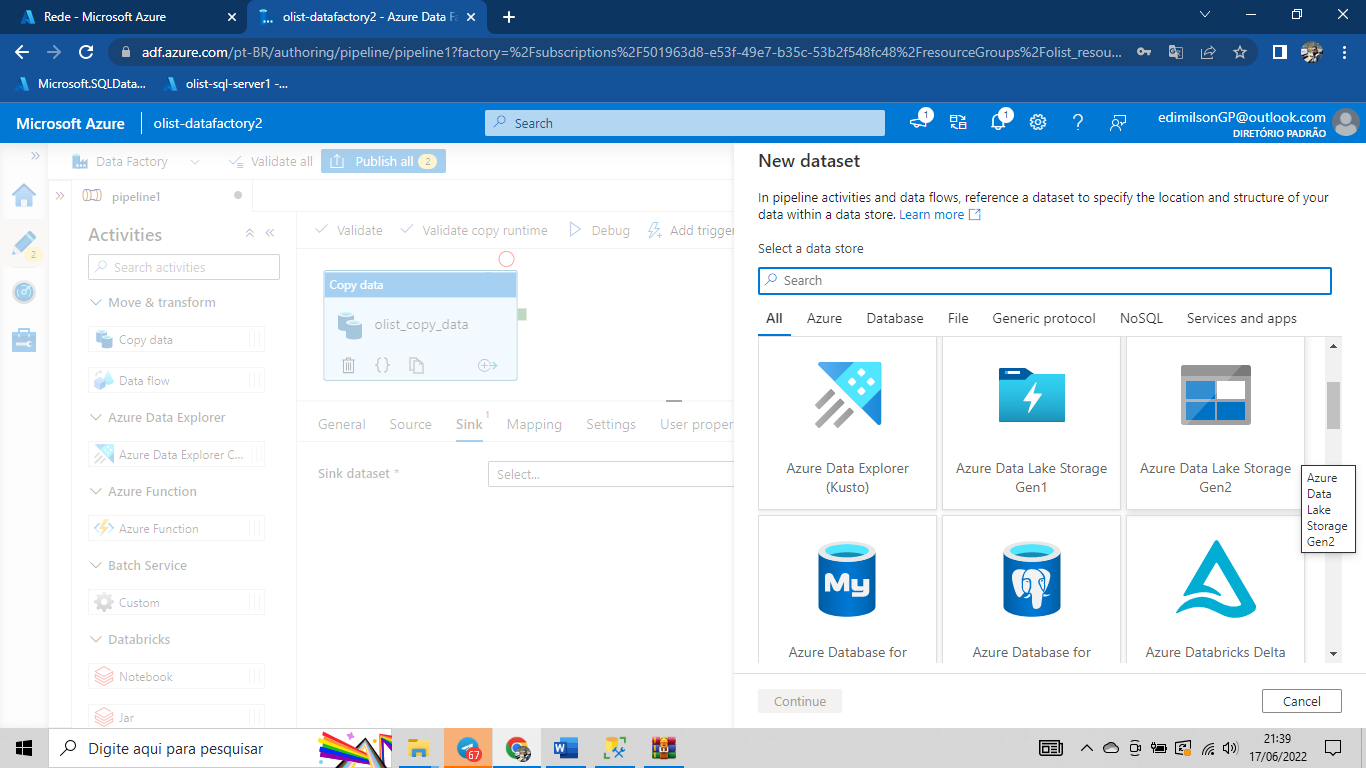 Rede - Microsoft Azure
olist-datafactory2 - Azure Data Fa
adf.azure.com/pt-BR/authoring/pipeline/pipeline1?factory=%2Fsubscriptions%2F501963d8-e53f-49e7-b35c-53b2f548fc48%2FresourceGroups%2Folist_resou...
Microsoft.SQLData...
olist-sql-server1 -...
Microsoft Azure
olist-datafactory2
Search
1
1
edimilsonGP@outlook.com
DIRETÓRIO PADRÃO
Data Factory
Validate all
Publish all
2
pipeline1
2
Activities
Search activities
Move & transform
Copy data
Data flow
Azure Data Explorer
Azure Data Explorer C...
Azure Function
Azure Function
Batch Service
Custom
Databricks
Notebook
Jar
Validate
Validate copy runtime
Debug
Add trigger
Copy data
olist_copy_data
General
Source
Sink
1
Mapping
Settings
User proper
Sink dataset *
Select...
New dataset
In pipeline activities and data flows, reference a dataset to specify the location and structure of your
data within a data store. Learn more
Select a data store
Search
All
Azure
Database
File
Generic protocol
NoSQL
Services and apps
Azure Data Explorer
(Kusto)
Azure Data Lake Storage
Gen1
Azure Data Lake Storage
Gen2
Azure
Data
Lake
Storage
Gen2
My
Azure Database for
Azure Database for
Azure Databricks Delta
Continue
Cancel
Digite aqui para pesquisar
67
21:39
17/06/2022